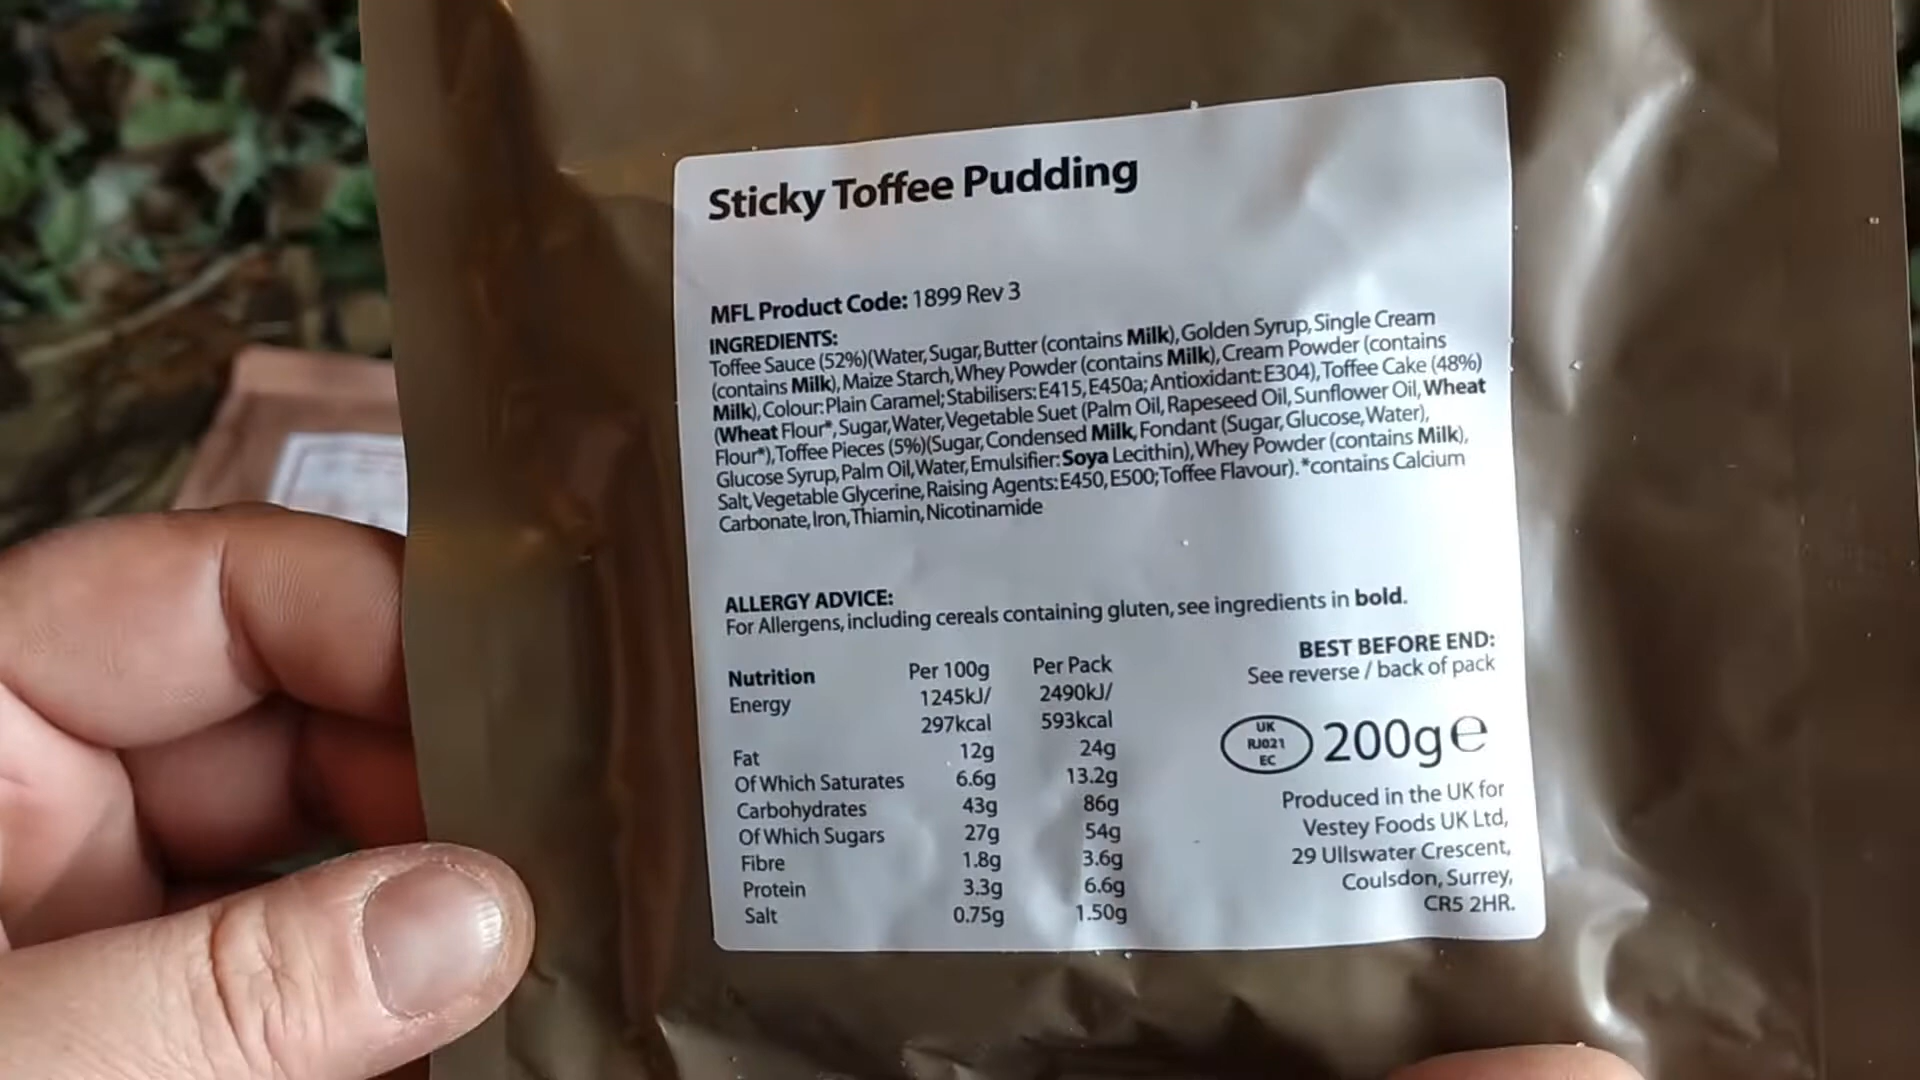 Sticky Toffee Pudding
MFL Product Code: 1899 Rev 3
INGREDIENTS:
Toffee Sauce (52%)(Water, Sugar, Butter (contains Milk), Golden Syrup, Single Cream
(contains Milk), Maize Starch, Whey Powder (contains Milk), Cream Powder (contains
Milk), Colour: Plain Caramel; Stabilisers: E415, E450a; Antioxidant: E304), Toffee Cake (48%)
(Wheat Flour*, Sugar, Water, Vegetable Suet (Palm Oil, Rapeseed Oil, Sunflower Oil, Wheat
Flour*), Toffee Pieces (5%)(Sugar, Condensed Milk, Fondant (Sugar, Glucose, Water),
Glucose Syrup, Palm Oil, Water, Emulsifier: Soya Lecithin), Whey Powder (contains Milk),
Salt, Vegetable Glycerine, Raising Agents: E450, E500; Toffee Flavour). *contains Calcium
Carbonate, Iron, Thiamin, Nicotinamide
ALLERGY ADVICE:
For Allergens, including cereals containing gluten, see ingredients in bold.
Nutrition Per 100g Per Pack
Energy 1245kJ/ 2490kJ/
297kcal 593kcal
Fat 12g 24g
Of Which Saturates 6.6g 13.2g
Carbohydrates 43g 86g
Of Which Sugars 27g 54g
Fibre 1.8g 3.6g
Protein 3.3g 6.6g
Salt 0.75g 1.50g
BEST BEFORE END:
See reverse / back of pack
UK
RJ021
EC
200g℮
Produced in the UK for
Vestey Foods UK Ltd,
29 Ullswater Crescent,
Coulsdon, Surrey,
CR5 2HR.